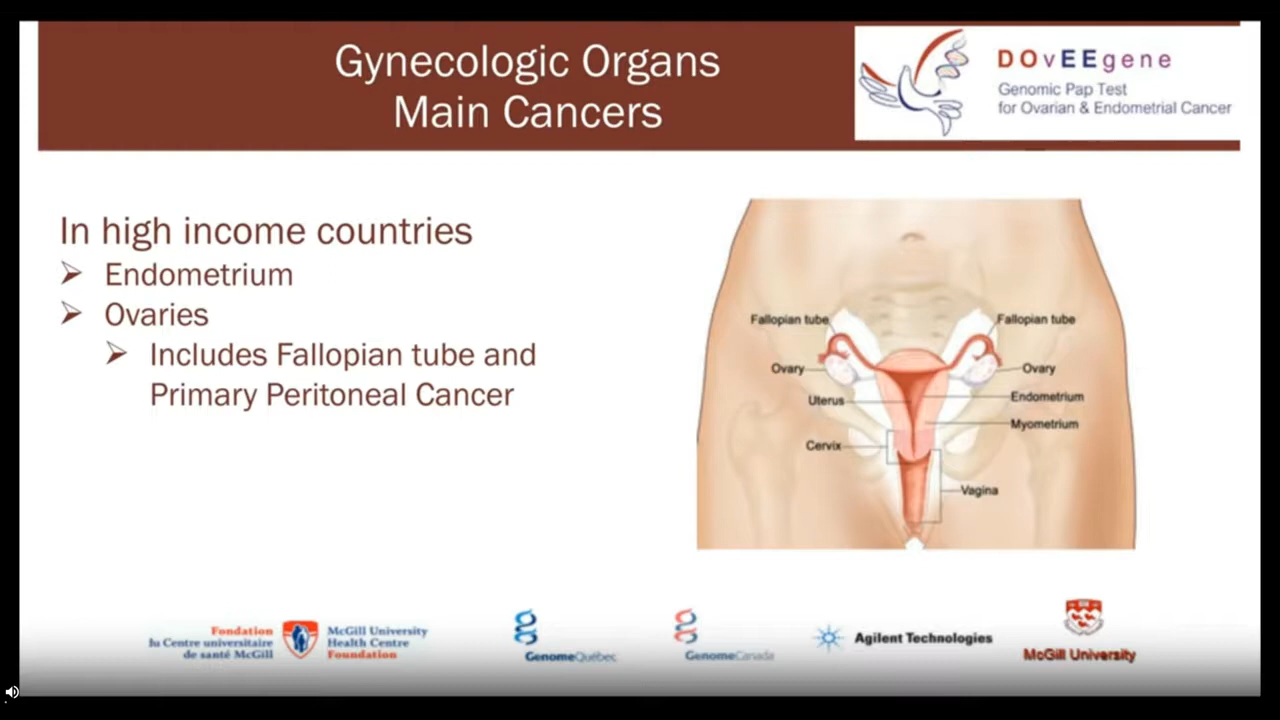 Gynecologic Organs
Main Cancers
DOvEEgene
Genomic Pap Test
for Ovarian & Endometrial Cancer
In high income countries
➢ Endometrium
➢ Ovaries
➢ Includes Fallopian tube and
Primary Peritoneal Cancer
Fallopian tube
Fallopian tube
Ovary
Ovary
Uterus
Endometrium
Myometrium
Cervix
Vagina
Fondation
lu Centre universitaire
de santé McGill
McGill University
Health Centre
Foundation
GenomeQuébec
GenomeCanada
Agilent Technologies
McGill University